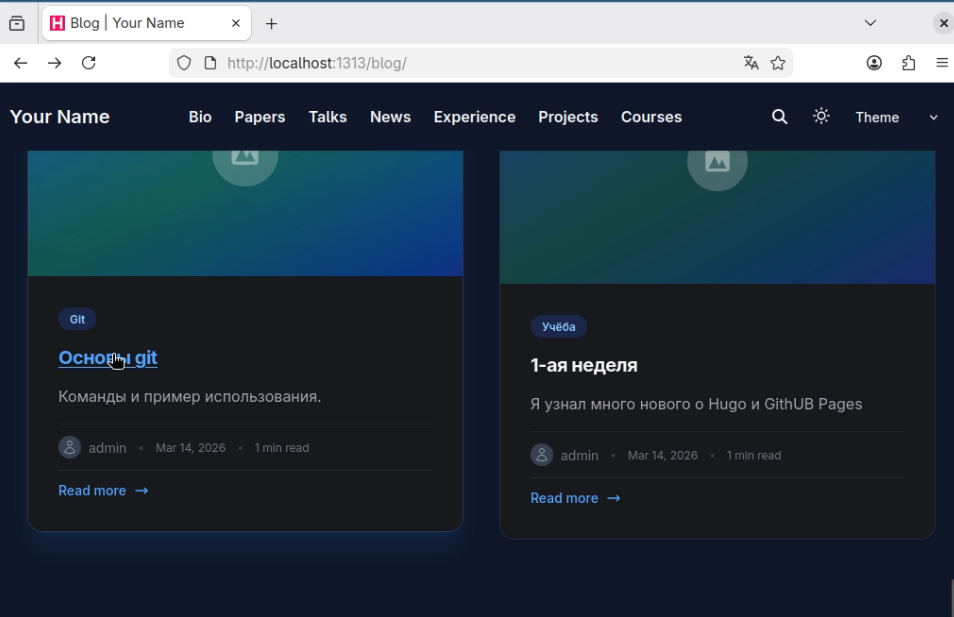 Blog | Your Name
http://localhost:1313/blog/
Your Name
Bio
Papers
Talks
News
Experience
Projects
Courses
Theme
Git
Основы git
Команды и пример использования.
admin • Mar 14, 2026 • 1 min read
Read more →
Учёба
1-ая неделя
Я узнал много нового о Hugo и GithUB Pages
admin • Mar 14, 2026 • 1 min read
Read more →